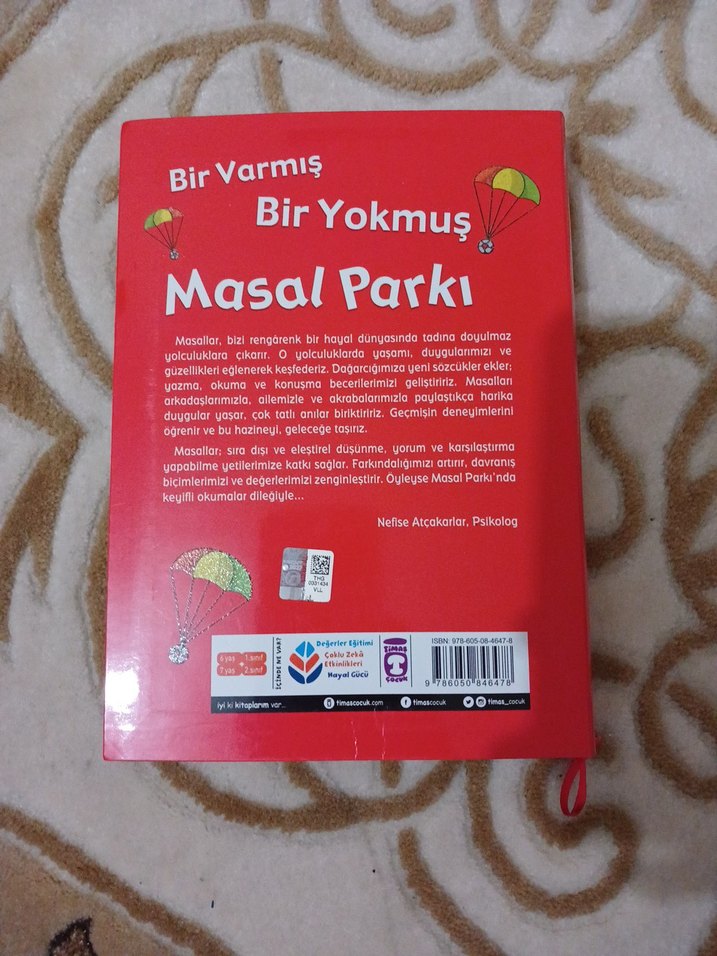 Bir Varmış
Bir Yokmuş
Masal Parkı
Masallar, bizi rengârenk bir hayal dünyasında tadına doyulmaz
yolculuklara çıkarır. O yolculuklarda yaşamı, duygularımızı ve
güzellikleri eğlenerek keşfederiz. Dağarcığımıza yeni sözcükler ekler;
yazma, okuma ve konuşma becerilerimizi geliştiririz. Masalları
arkadaşlarımızla, ailemizle ve akrabalarımızla paylaştıkça harika
duygular yaşar, çok tatlı anılar biriktiririz. Geçmişin deneyimlerini
öğrenir ve bu hazineyi, geleceğe taşırız.
Masallar; sıra dışı ve eleştirel düşünme, yorum ve karşılaştırma
yapabilme yetilerimize katkı sağlar. Farkındalığımızı artırır, davranış
biçimlerimizi ve değerlerimizi zenginleştirir. Öyleyse Masal Parkı'nda
keyifli okumalar dileğiyle...
Nefise Atçakarlar, Psikolog
THG
0331434
VLL
6 yaş 1.sınıf
7 yaş 2.sınıf
İÇİNDE NE VAR?
Değerler Eğitimi
Çoklu Zekâ
Etkinlikleri
Hayal Gücü
TİMAŞ
ÇOCUK
ISBN: 978-605-08-4647-8
9 786050 846478
iyi ki kitaplarım var...
timascocuk.com
timascocuk
timas_cocuk